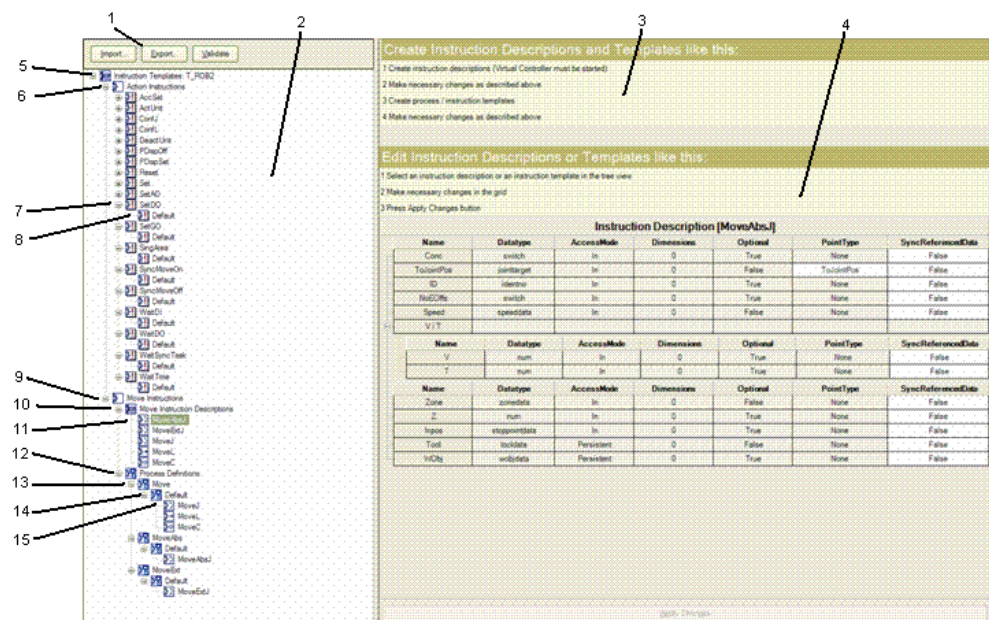 1
2
3
4
Import...
Export...
Validate
Create Instruction Descriptions and Templates like this:
1 Create instruction descriptions (Virtual Controller must be started)
2 Make necessary changes as described above
3 Create process / instruction templates
4 Make necessary changes as described above
Edit Instruction Descriptions or Templates like this:
1 Select an instruction description or an instruction template in the tree view
2 Make necessary changes in the grid
3 Press Apply Changes button
5
Instruction Templates: T_ROB2
6
Action Instructions
AccSet
ActUnit
ConfJ
ConfL
DeactUnit
PDispOff
PDispSet
Reset
Set
SetAO
7
SetDO
8
Default
SetGO
Default
SingArea
Default
SyncMoveOn
Default
SyncMoveOff
Default
WaitDI
Default
WaitDO
Default
WaitSyncTask
Default
WaitTime
Default
9
Move Instructions
10
Move Instruction Descriptions
11
MoveAbsJ
MoveExtJ
MoveJ
MoveL
MoveC
12
Process Definitions
13
Move
14
Default
15
MoveJ
MoveL
MoveC
MoveAbs
Default
MoveAbsJ
MoveExt
Default
MoveExtJ
Instruction Description [MoveAbsJ]
Name Datatype AccessMode Dimensions Optional PointType SyncReferencedData
Conc switch In 0 True None False
ToJointPos jointtarget In 0 False ToJointPos False
ID identno In 0 True None False
NoEOffs switch In 0 True None False
Speed speeddata In 0 False None False
V / T
Name Datatype AccessMode Dimensions Optional PointType SyncReferencedData
V num In 0 True None False
T num In 0 True None False
Name Datatype AccessMode Dimensions Optional PointType SyncReferencedData
Zone zonedata In 0 False None False
Z num In 0 True None False
Inpos stoppointdata In 0 True None False
Tool tooldata Persistent 0 False None False
WObj wobjdata Persistent 0 True None False
Apply Changes